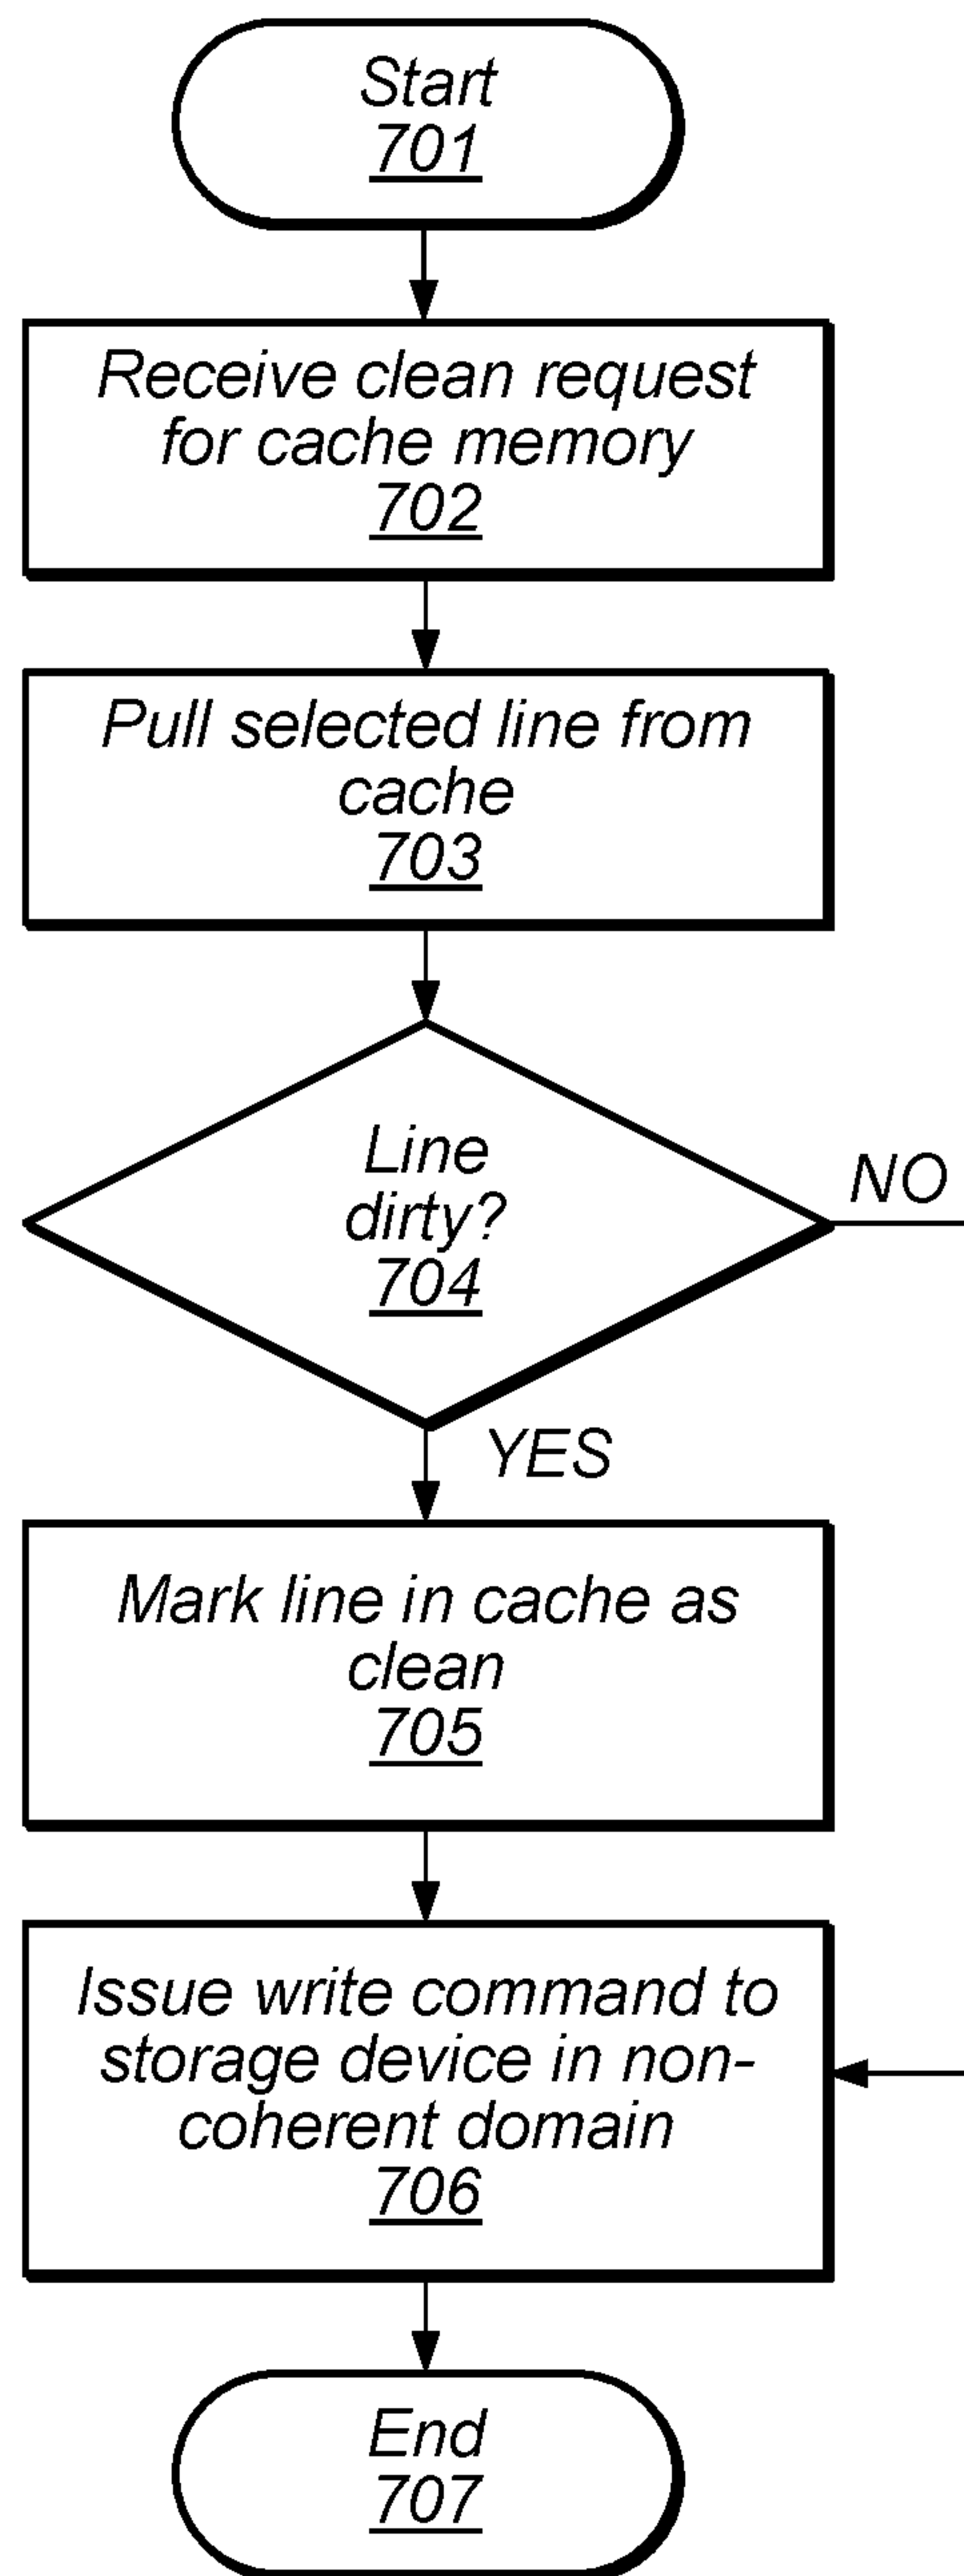 Start
701
Receive clean request
for cache memory
702
Pull selected line from
cache
703
Line
dirty?
704
NO
YES
Mark line in cache as
clean
705
Issue write command to
storage device in non-
coherent domain
706
End
707